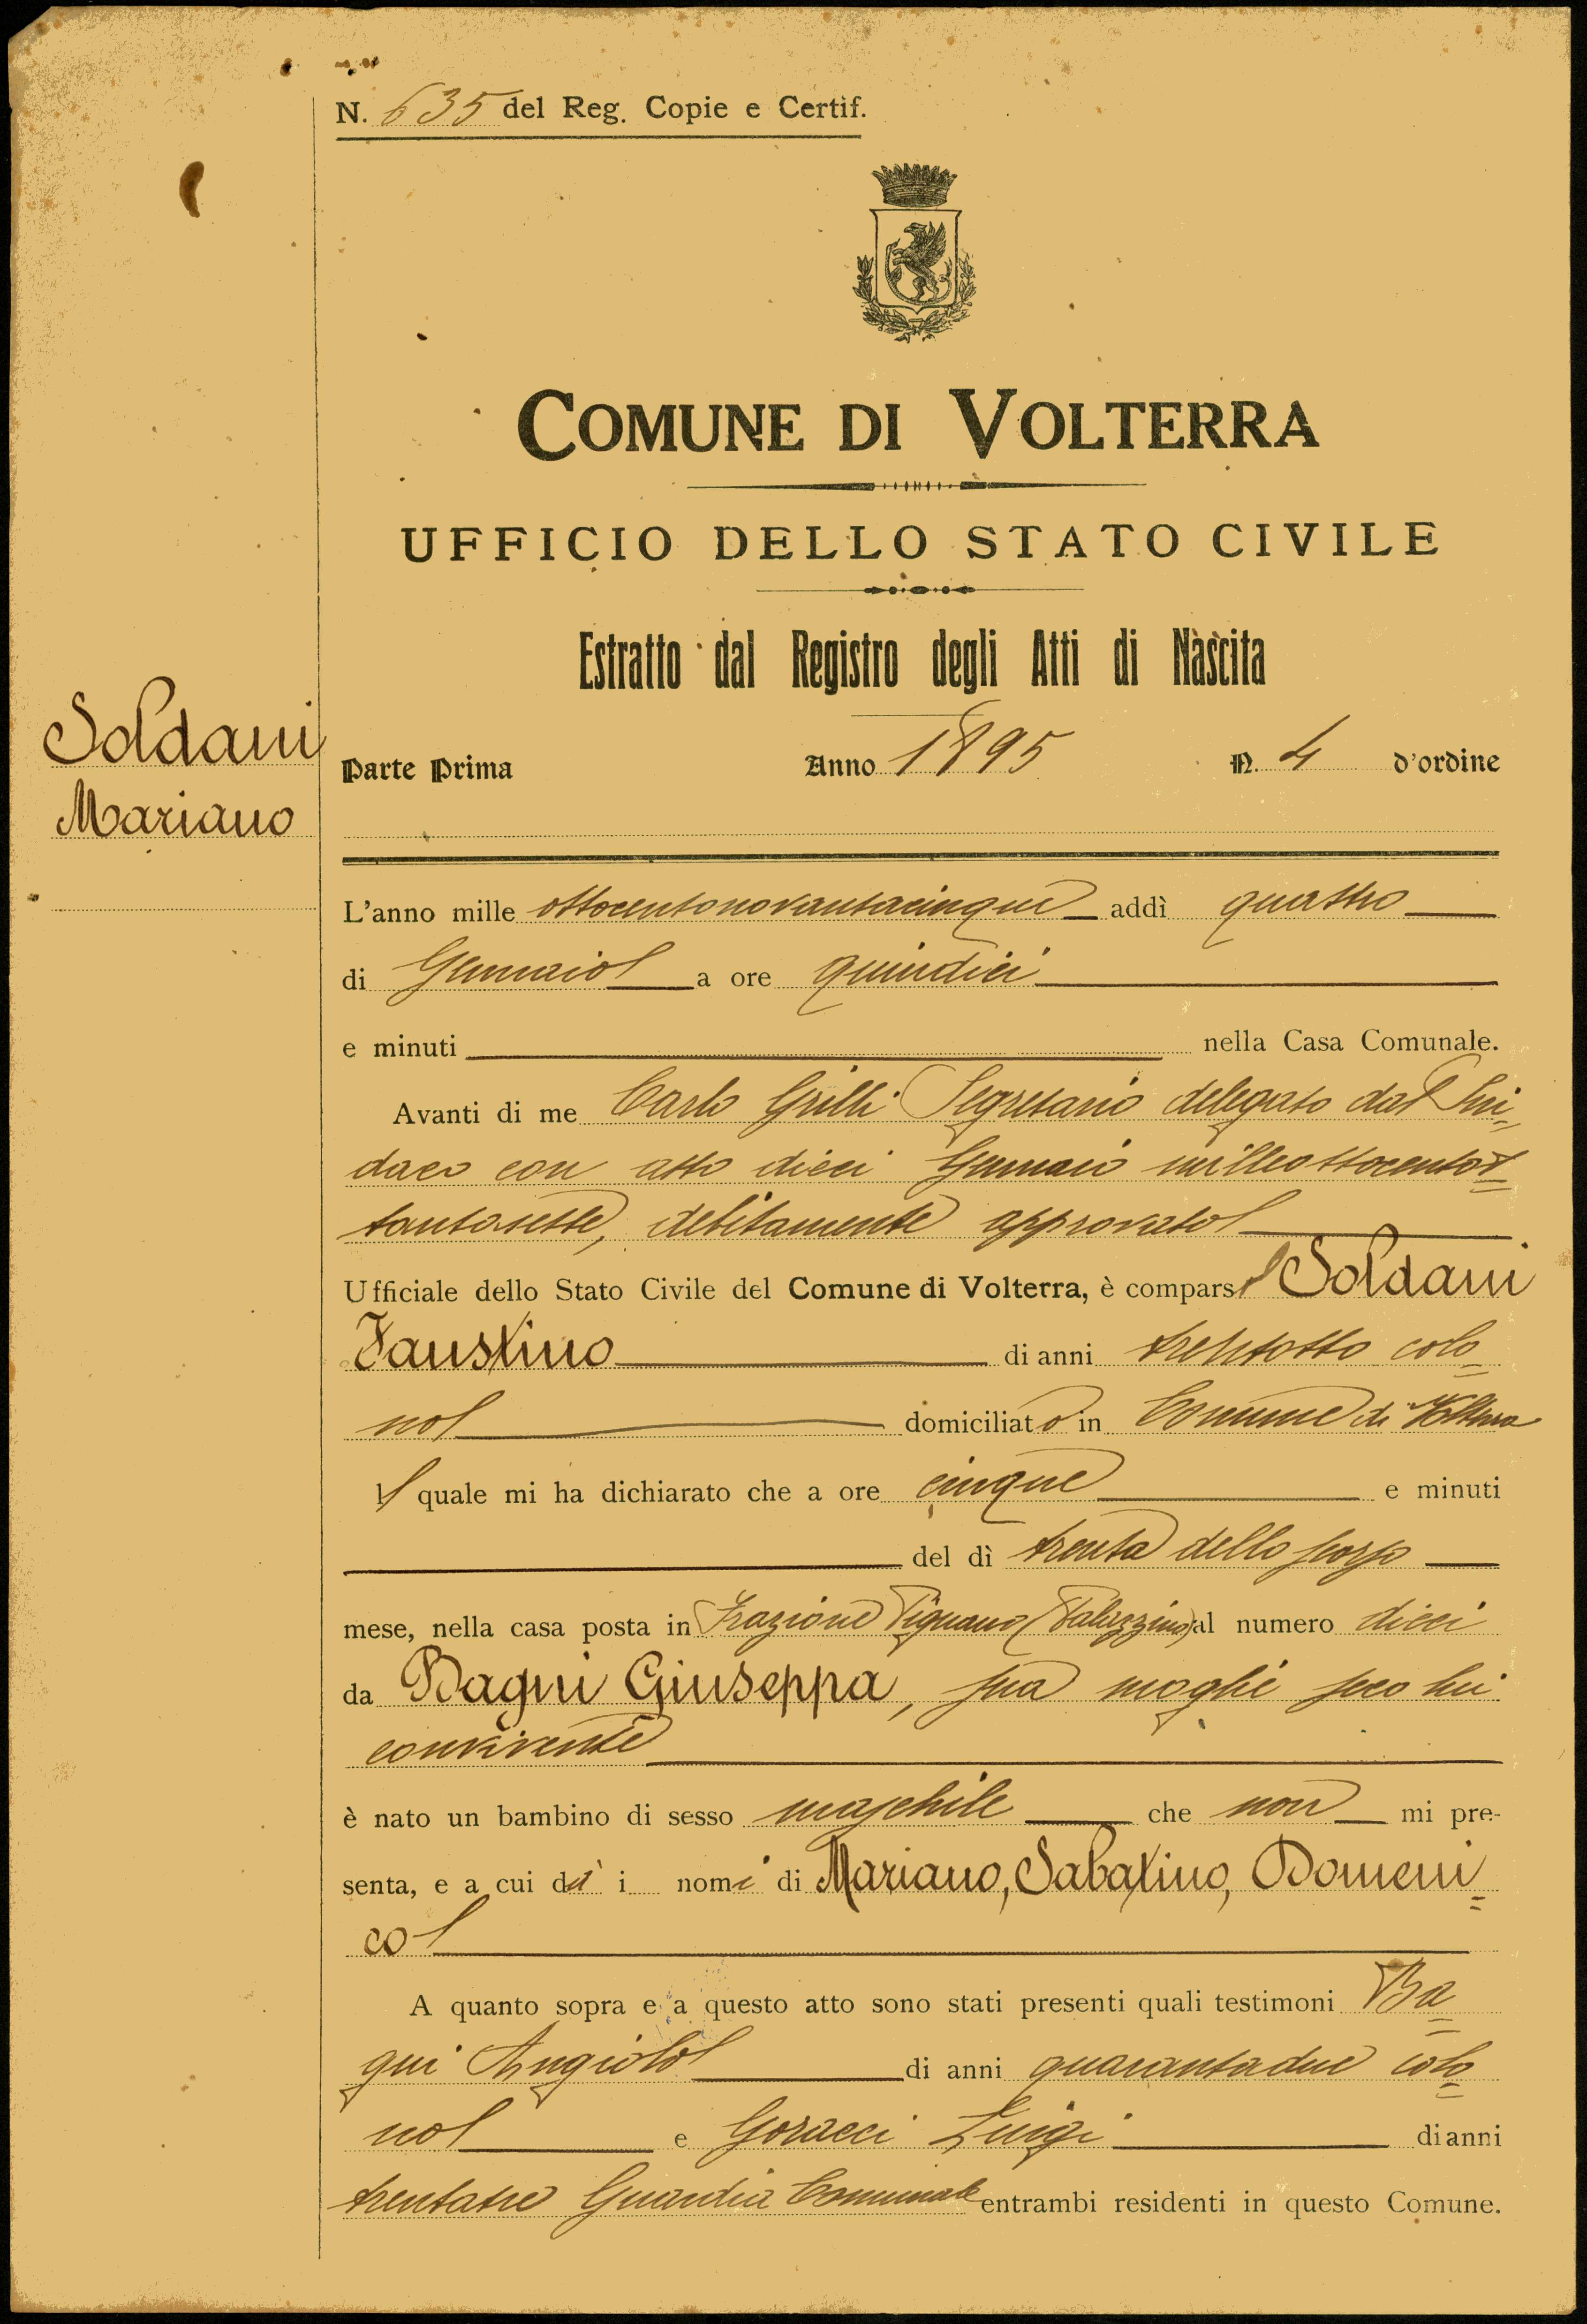 N. 635 del Reg. Copie e Certif.
COMUNE DI VOLTERRA
UFFICIO DELLO STATO CIVILE
Estratto dal Registro degli Atti di Nascita
Soldani
Mariano
Parte Prima Anno 1895 N. 4 d'ordine
L'anno mille ottocentonovantacinque addì quattro
di Gennaio a ore quindici
e minuti nella Casa Comunale.
Avanti di me Carlo Grilli Segretario delegato dal Sin=
daco con atto dieci Gennaio milleottocentot=
tantasette, debitamente approvato
Ufficiale dello Stato Civile del Comune di Volterra, è comparso Soldani
Faustino di anni trentotto colo=
no domiciliato in Comune di Volterra
Il quale mi ha dichiarato che a ore cinque e minuti
del dì trenta dello scorso
mese, nella casa posta in Frazione Pignano (Palazzino) al numero dieci
da Bagni Giuseppa, sua moglie seco lui
convivente
è nato un bambino di sesso maschile che non mi pre-
senta, e a cui dà i nomi di Mariano, Sabatino, Domeni=
co
A quanto sopra e a questo atto sono stati presenti quali testimoni Ba=
gni Angiolo di anni quarantadue colo=
no e Goracci Luigi di anni
trentatre Guardia Comunale entrambi residenti in questo Comune.